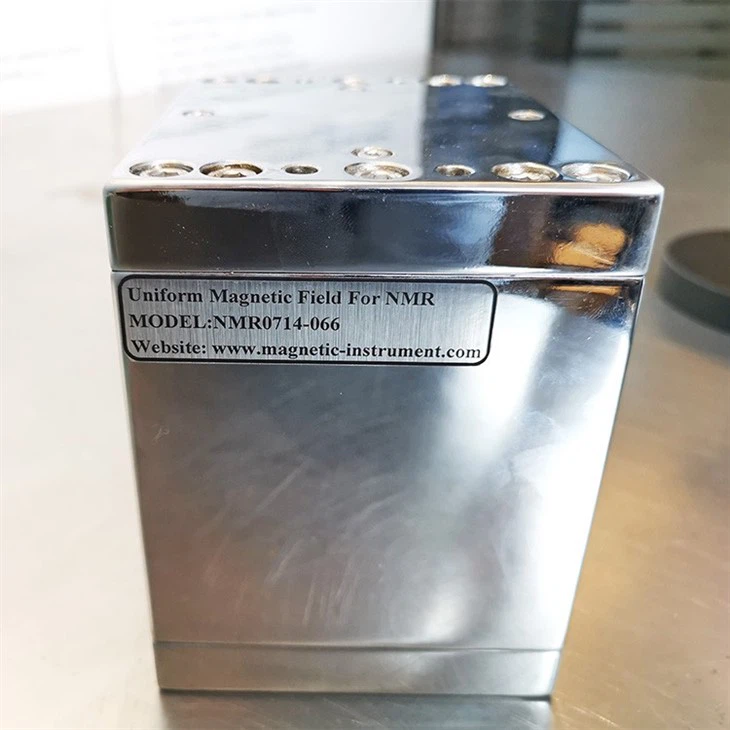 Uniform Magnetic Field For NMR
MODEL:NMR0714-066
Website: www.magnetic-instrument.com